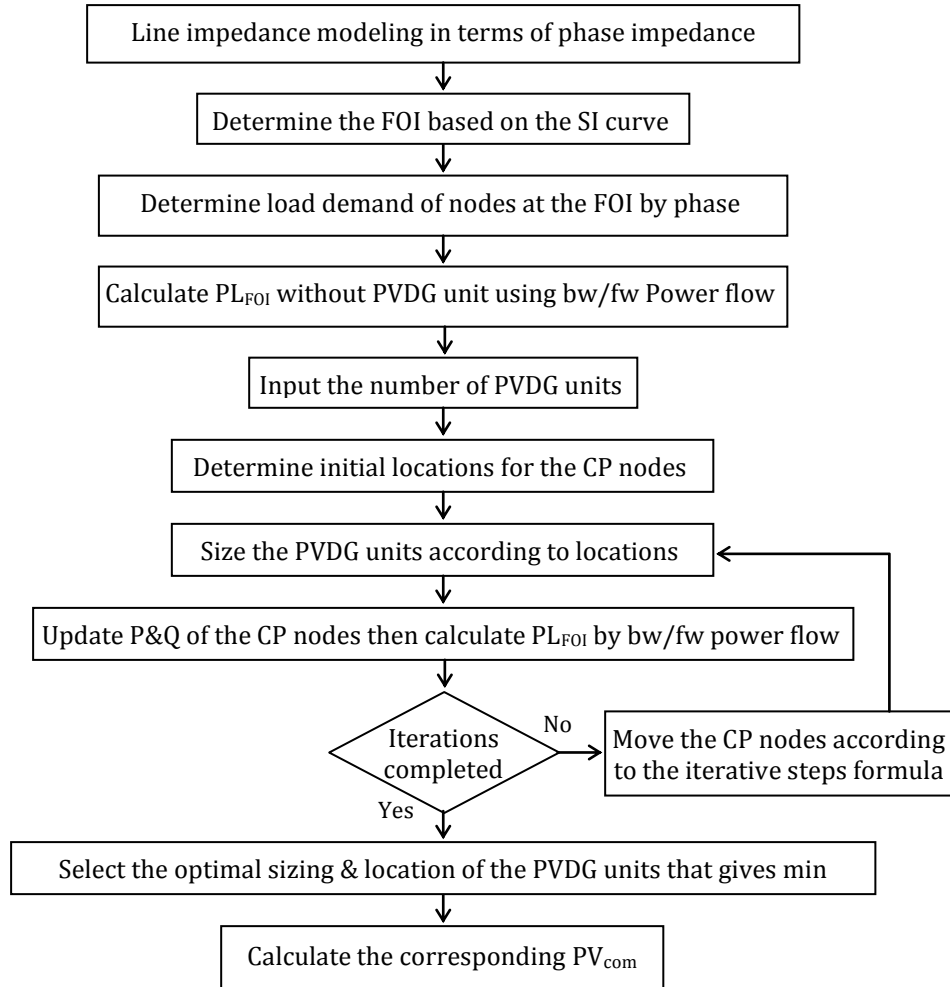 Line impedance modeling in terms of phase impedance
Determine the FOI based on the SI curve
Determine load demand of nodes at the FOI by phase
Calculate PLFOI without PVDG unit using bw/fw Power flow
Input the number of PVDG units
Determine initial locations for the CP nodes
Size the PVDG units according to locations
Update P&Q of the CP nodes then calculate PLFOI by bw/fw power flow
Iterations
completed
No
Move the CP nodes according
to the iterative steps formula
Yes
Select the optimal sizing & location of the PVDG units that gives min
Calculate the corresponding PVcom